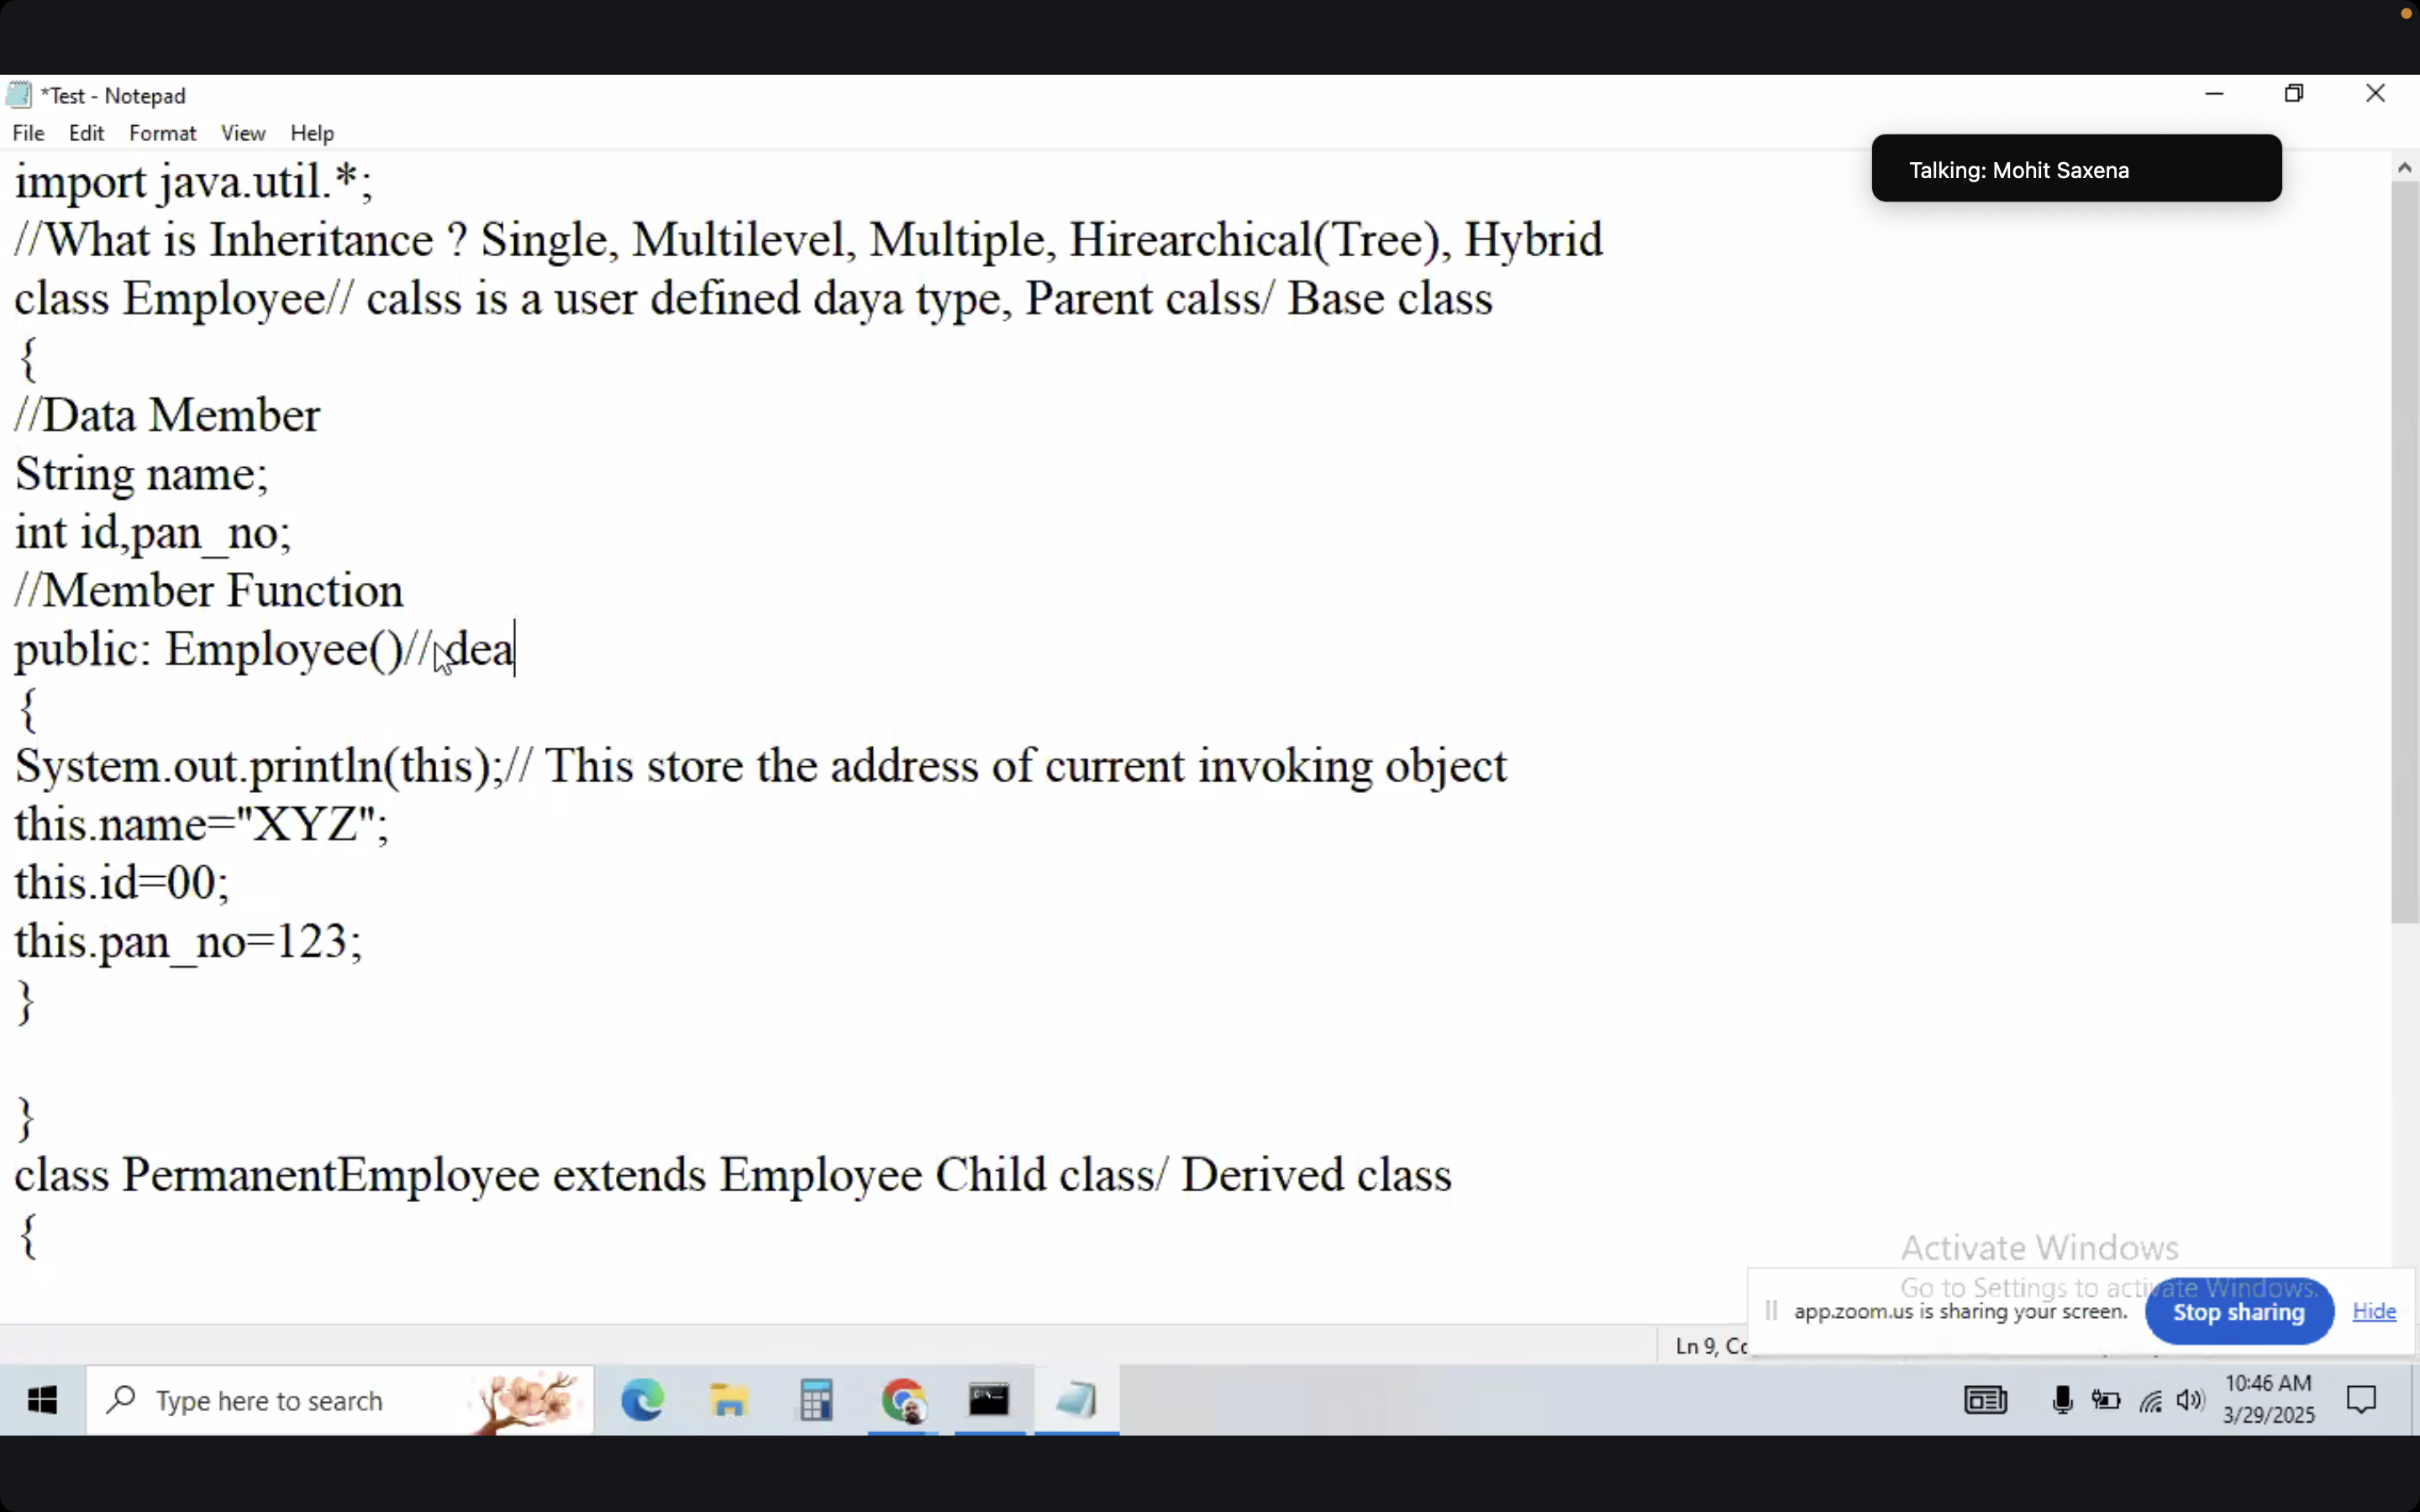 *Test - Notepad
File Edit Format View Help
Talking: Mohit Saxena
import java.util.*;
//What is Inheritance ? Single, Multilevel, Multiple, Hirearchical(Tree), Hybrid
class Employee// calss is a user defined daya type, Parent calss/ Base class
{
//Data Member
String name;
int id,pan_no;
//Member Function
public: Employee()// dea
{
System.out.println(this);// This store the address of current invoking object
this.name="XYZ";
this.id=00;
this.pan_no=123;
}
}
class PermanentEmployee extends Employee Child class/ Derived class
{
Activate Windows
Go to Settings to activate Windows.
app.zoom.us is sharing your screen. Stop sharing Hide
Ln 9,
Type here to search
10:46 AM
3/29/2025